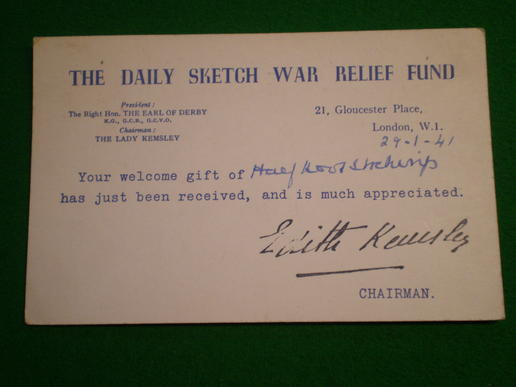 THE DAILY SKETCH WAR RELIEF FUND
President:
The Right Hon. THE EARL OF DERBY
K.G., G.C.B., G.C.V.O.
Chairman:
THE LADY KEMSLEY
21, Gloucester Place,
London, W.1.
29-1-41
Your welcome gift of Half Stockings
has just been received, and is much appreciated.
Edith Kemsley
CHAIRMAN.